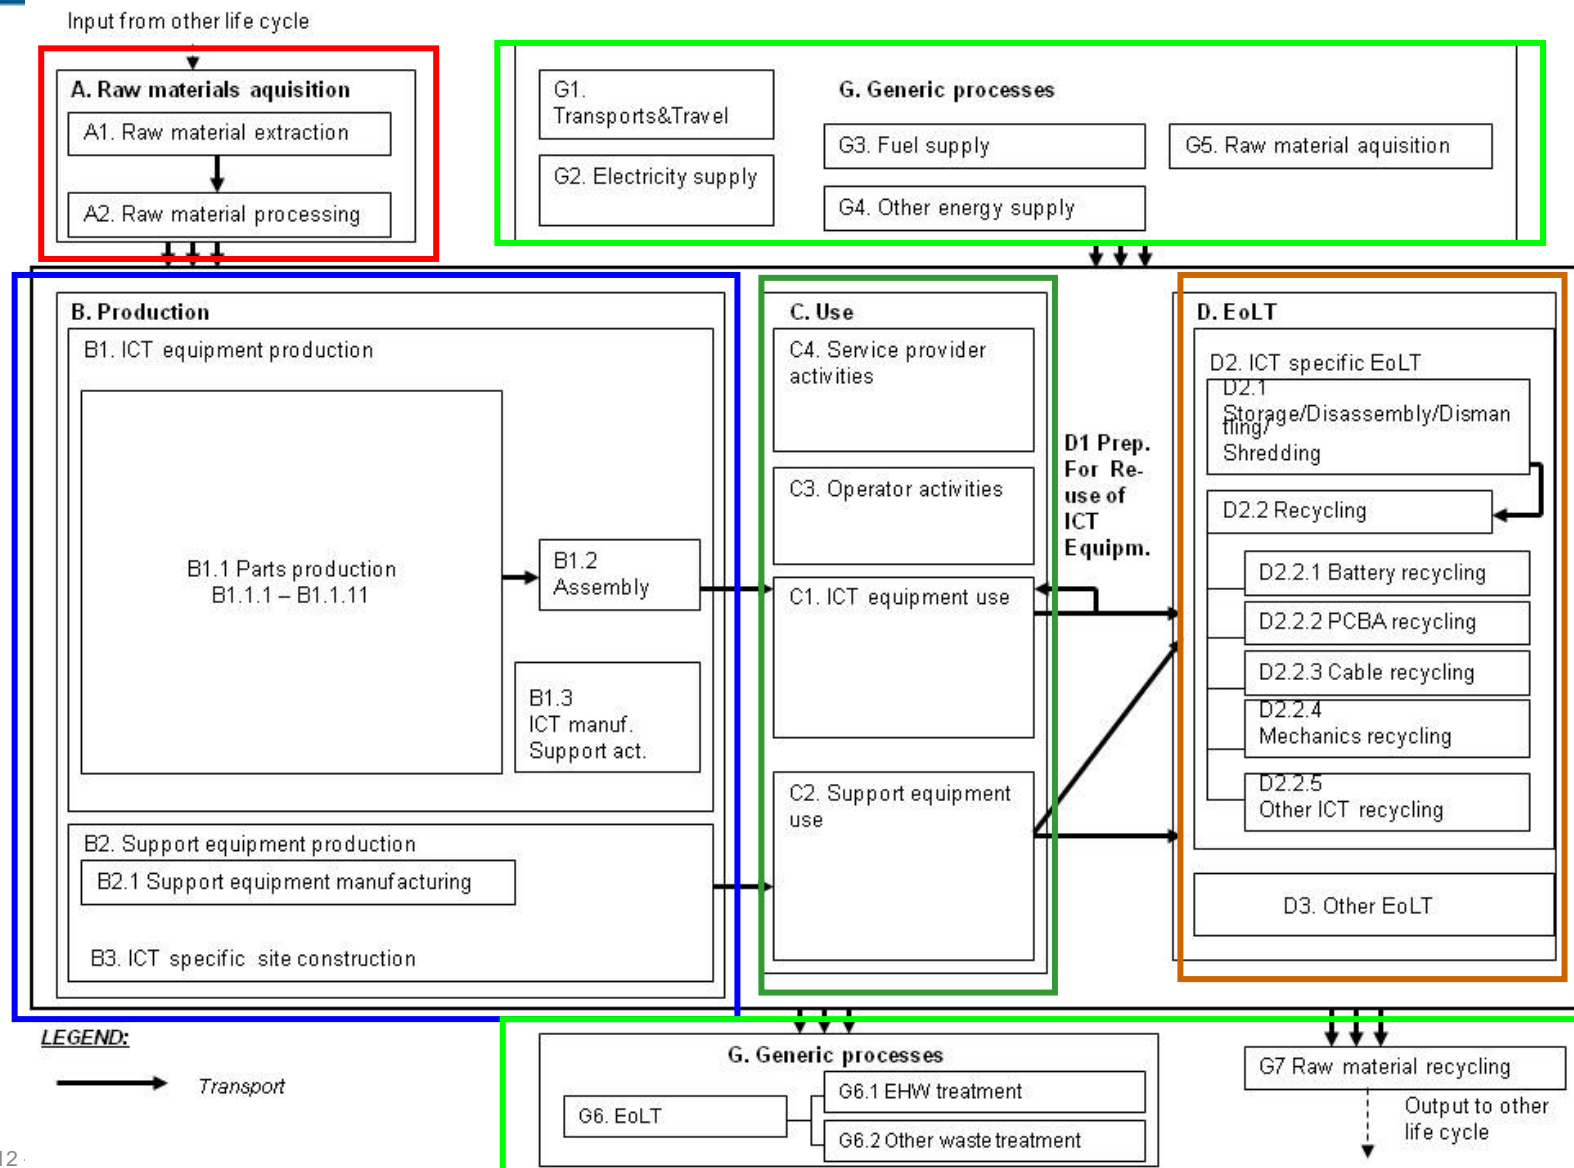 Input from other life cycle
A. Raw materials aquisition
A1. Raw material extraction
A2. Raw material processing
G1.
Transports&Travel
G2. Electricity supply
G. Generic processes
G3. Fuel supply
G4. Other energy supply
G5. Raw material aquisition
B. Production
B1. ICT equipment production
B1.1 Parts production
B1.1.1 – B1.1.11
B1.2
Assembly
B1.3
ICT manuf.
Support act.
B2. Support equipment production
B2.1 Support equipment manufacturing
B3. ICT specific site construction
C. Use
C4. Service provider
activities
C3. Operator activities
C1. ICT equipment use
C2. Support equipment
use
D1 Prep.
For Re-
use of
ICT
Equipm.
D. EoLT
D2. ICT specific EoLT
D2.1
Storage/Disassembly/Disman
tling/
Shredding
D2.2 Recycling
D2.2.1 Battery recycling
D2.2.2 PCBA recycling
D2.2.3 Cable recycling
D2.2.4
Mechanics recycling
D2.2.5
Other ICT recycling
D3. Other EoLT
LEGEND:
Transport
G. Generic processes
G6. EoLT
G6.1 EHW treatment
G6.2 Other waste treatment
G7 Raw material recycling
Output to other
life cycle